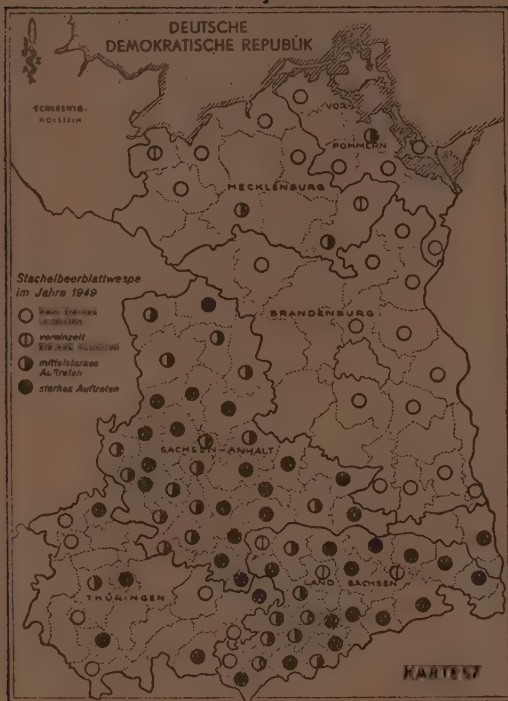 DEUTSCHE
DEMOKRATISCHE REPUBLIK
SCHLESWIG-
HOLSTEIN
VOR-
POMMERN
MECKLENBURG
Stachelbeerblattwespe
im Jahre 1949
BRANDENBURG
vereinzelt
mittelstarkes
Auftreten
starkes Auftreten
SACHSEN-ANHALT
LAND SACHSEN
THÜRINGEN
KARTE 57